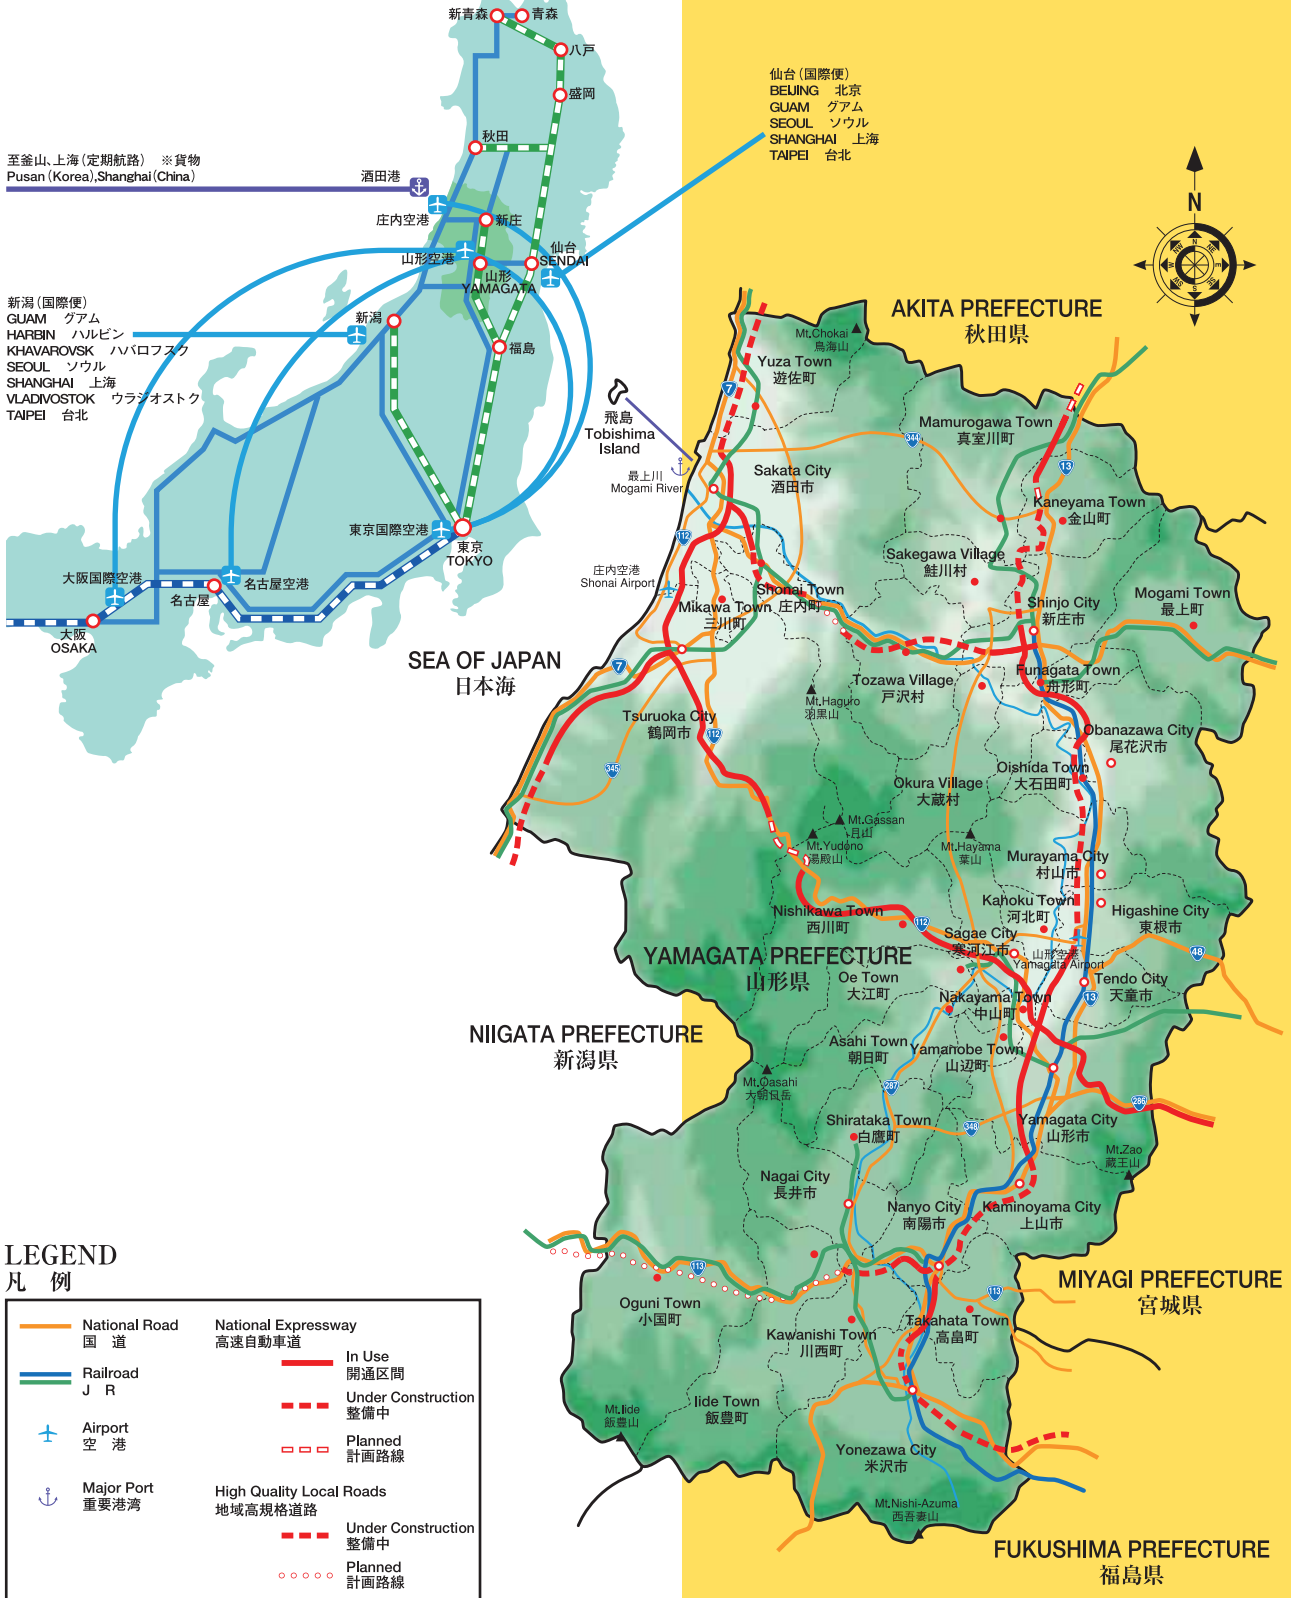 新青森
青森
八戸
盛岡
秋田
仙台(国際便)
BEIJING 北京
GUAM グアム
SEOUL ソウル
SHANGHAI 上海
TAIPEI 台北
至釜山、上海(定期航路) ※貨物
Pusan(Korea),Shanghai(China)
酒田港
庄内空港
新庄
山形空港
仙台
SENDAI
山形
YAMAGATA
新潟(国際便)
GUAM グアム
HARBIN ハルビン
KHAVAROVSK ハバロフスク
SEOUL ソウル
SHANGHAI 上海
VLADIVOSTOK ウラジオストク
TAIPEI 台北
新潟
福島
東京国際空港
東京
TOKYO
大阪国際空港
名古屋空港
名古屋
大阪
OSAKA
N
N
NE
E
SE
S
SW
W
NW
AKITA PREFECTURE
秋田県
Mt.Chokai
鳥海山
Yuza Town
遊佐町
7
飛島
Tobishima
Island
Mamurogawa Town
真室川町
344
13
最上川
Mogami River
Sakata City
酒田市
Kaneyama Town
金山町
112
Sakegawa Village
鮭川村
庄内空港
Shonai Airport
Shonai Town
庄内町
Mikawa Town
三川町
Shinjo City
新庄市
Mogami Town
最上町
SEA OF JAPAN
日本海
7
Tozawa Village
戸沢村
Funagata Town
舟形町
Mt.Haguro
羽黒山
Tsuruoka City
鶴岡市
112
Obanazawa City
尾花沢市
345
Oishida Town
大石田町
Okura Village
大蔵村
Mt.Gassan
月山
Mt.Yudono
湯殿山
Mt.Hayama
葉山
Murayama City
村山市
Kahoku Town
河北町
Higashine City
東根市
Nishikawa Town
西川町
112
Sagae City
寒河江市
48
山形空港
Yamagata Airport
YAMAGATA PREFECTURE
山形県
Oe Town
大江町
Tendo City
天童市
13
Nakayama Town
中山町
NIIGATA PREFECTURE
新潟県
Asahi Town
朝日町
Yamanobe Town
山辺町
Mt.Oasahi
大朝日岳
287
286
Shirataka Town
白鷹町
348
Yamagata City
山形市
Mt.Zao
蔵王山
Nagai City
長井市
Nanyo City
南陽市
Kaminoyama City
上山市
113
MIYAGI PREFECTURE
宮城県
113
Oguni Town
小国町
Takahata Town
高畠町
Kawanishi Town
川西町
Mt.Iide
飯豊山
Iide Town
飯豊町
Yonezawa City
米沢市
Mt.Nishi-Azuma
西吾妻山
FUKUSHIMA PREFECTURE
福島県
LEGEND
凡 例
National Road
国 道
Railroad
J R
Airport
空 港
Major Port
重要港湾
National Expressway
高速自動車道
In Use
開通区間
Under Construction
整備中
Planned
計画路線
High Quality Local Roads
地域高規格道路
Under Construction
整備中
Planned
計画路線